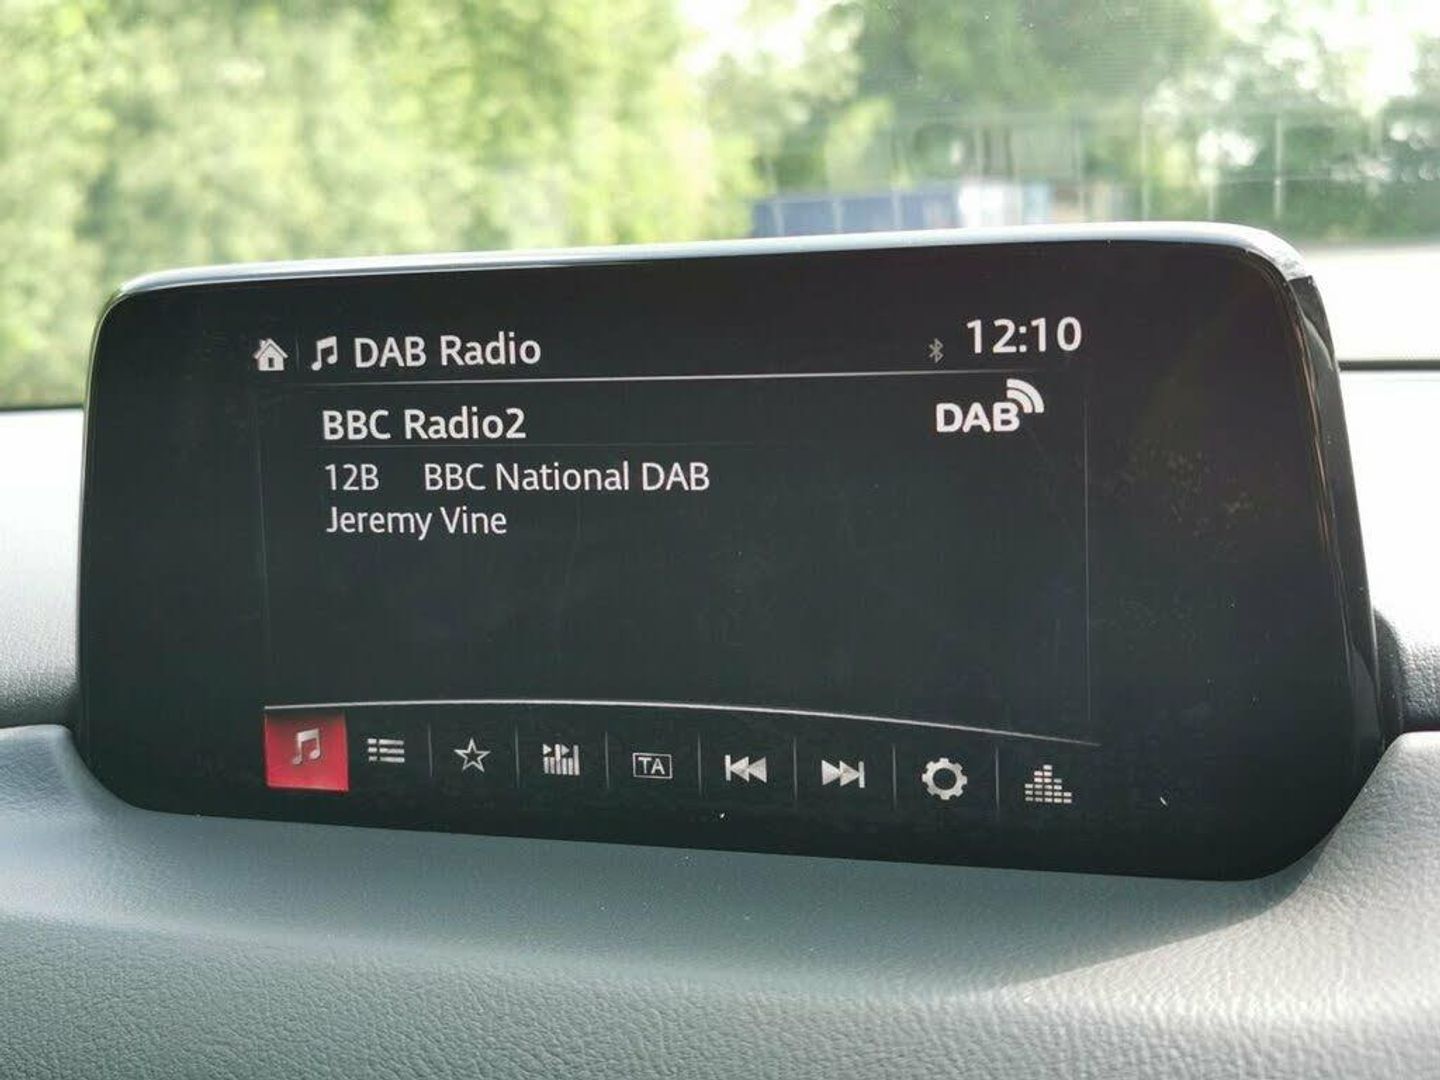 DAB Radio 12:10
BBC Radio2 DAB
12B BBC National DAB
Jeremy Vine
TA